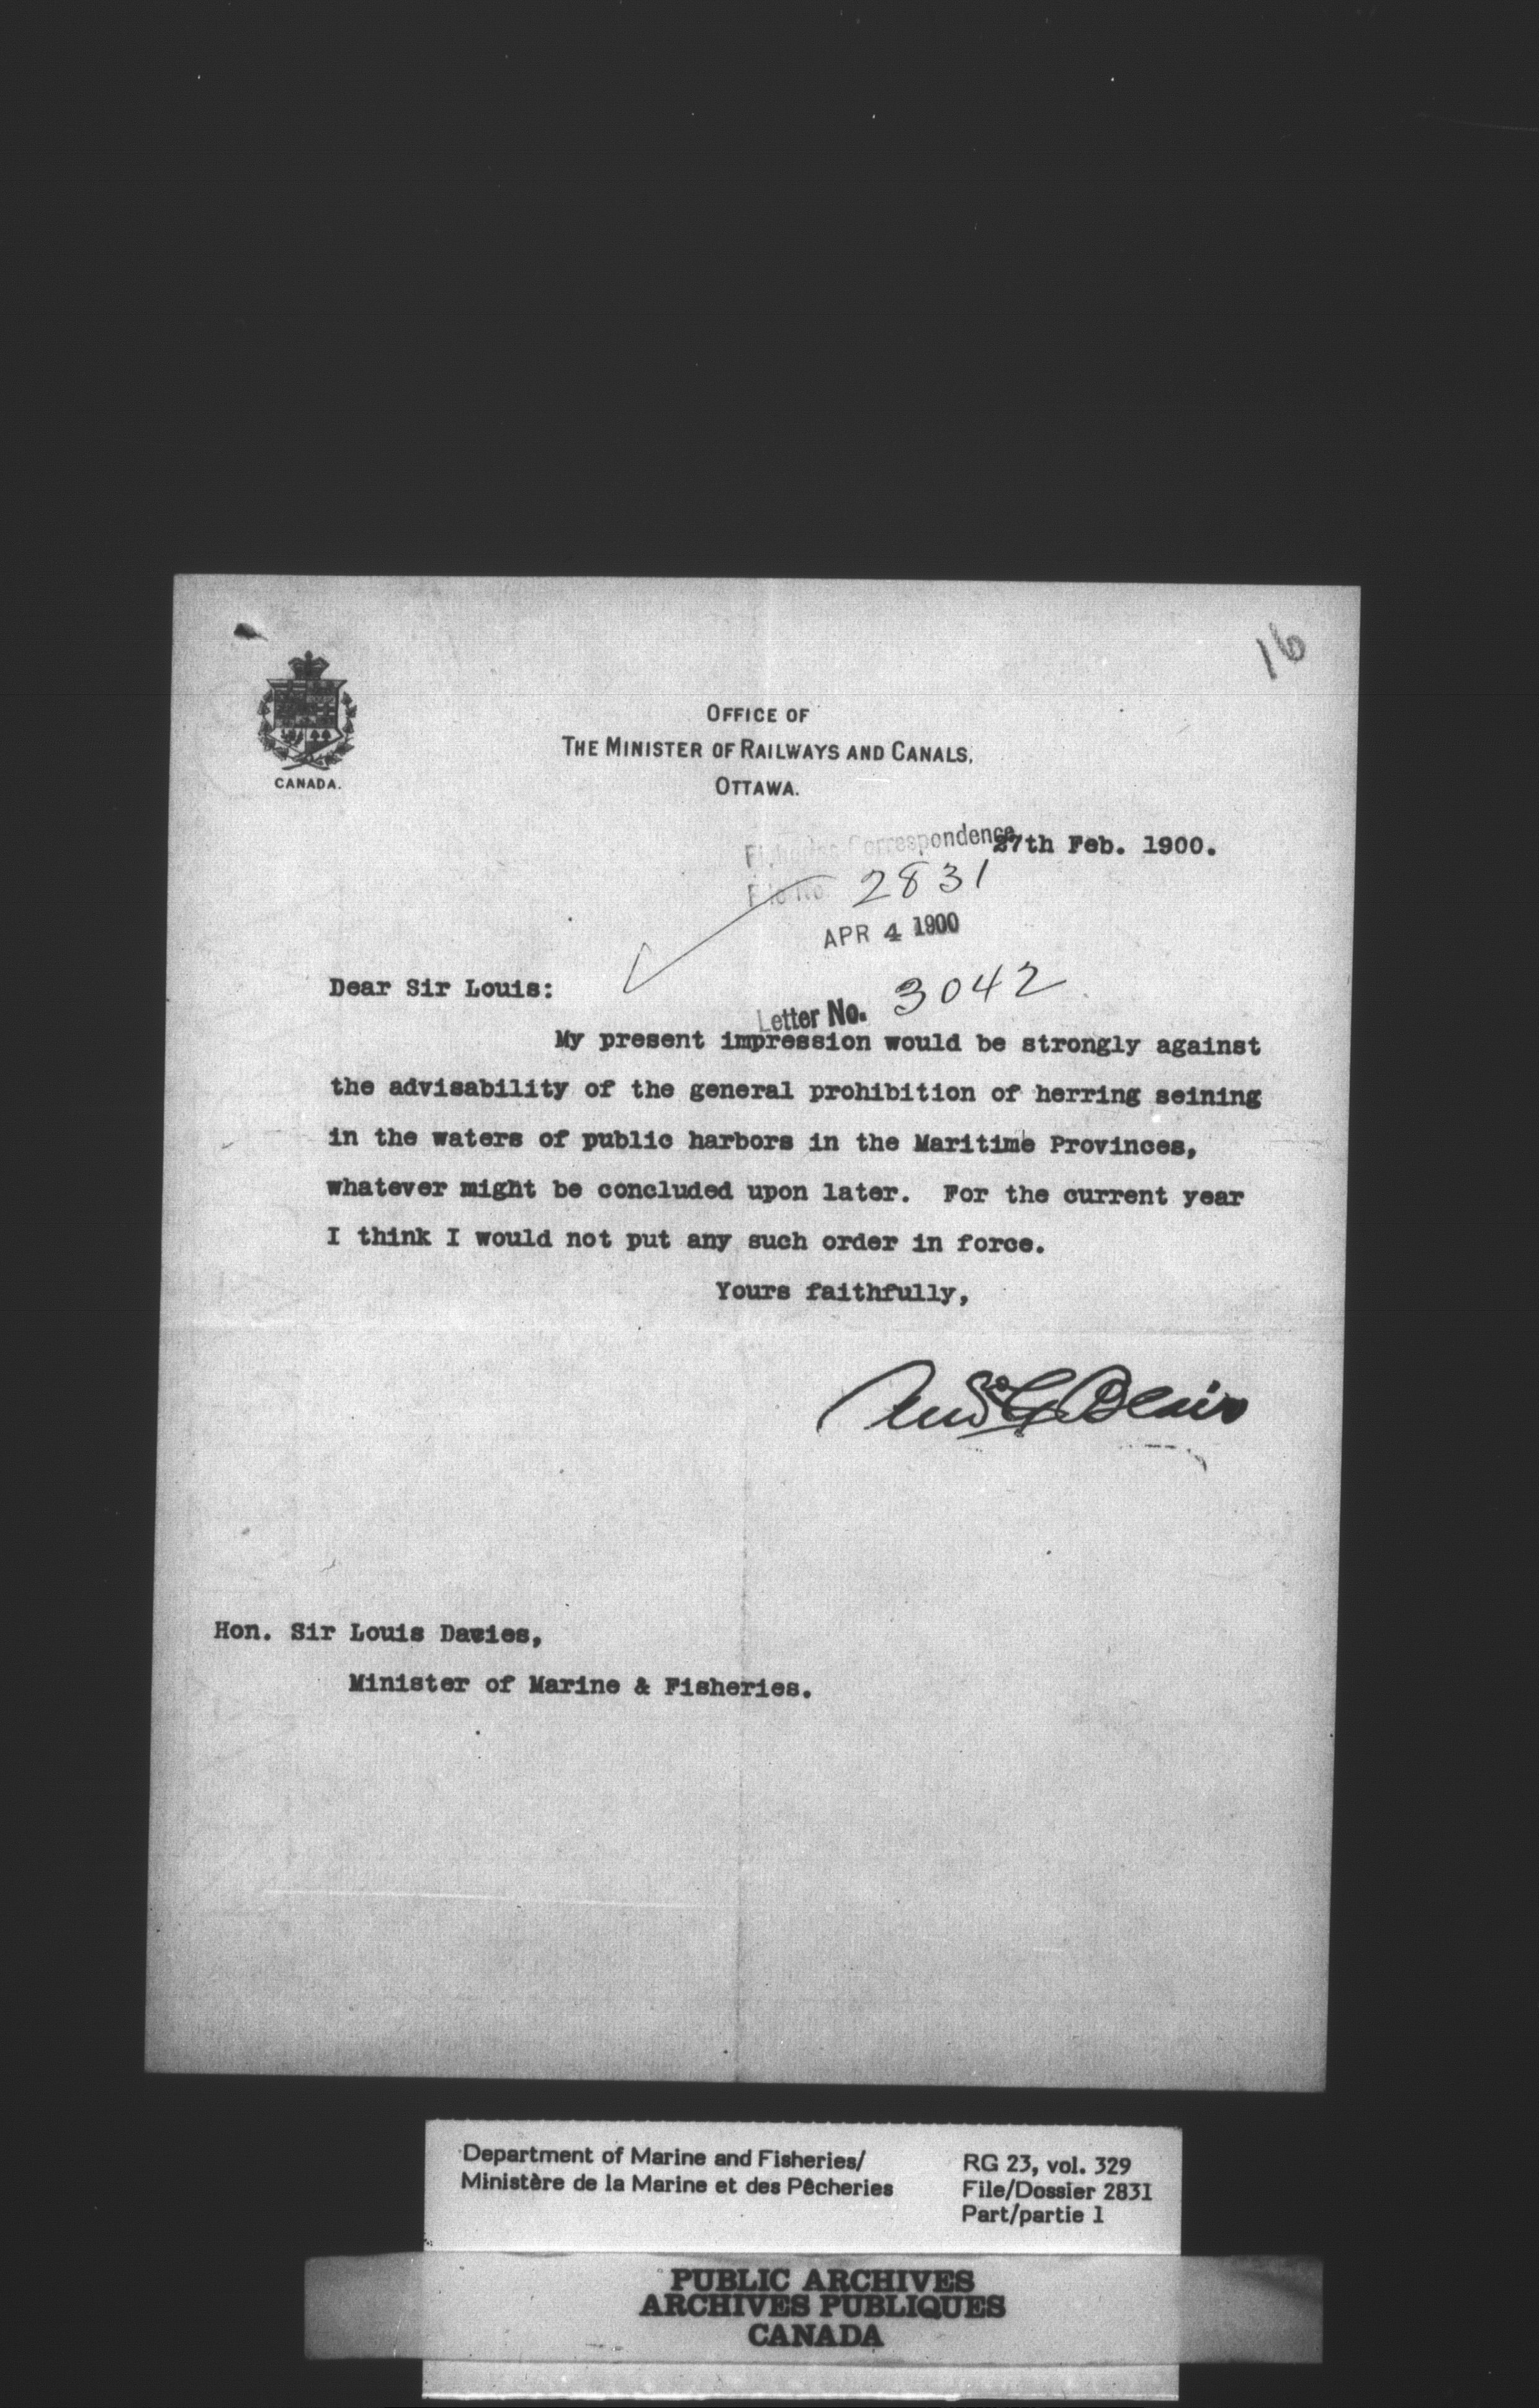 16
OFFICE OF
THE MINISTER OF RAILWAYS AND CANALS,
OTTAWA.
CANADA.
Fisheries Correspondence
27th Feb. 1900.
File No. 2831
APR 4 1900
Dear Sir Louis:
Letter No. 3042
My present impression would be strongly against
the advisability of the general prohibition of herring seining
in the waters of public harbors in the Maritime Provinces,
whatever might be concluded upon later. For the current year
I think I would not put any such order in force.
Yours faithfully,
Andw G Blair
Hon. Sir Louis Davies,
Minister of Marine & Fisheries.
Department of Marine and Fisheries/
Ministère de la Marine et des Pêcheries
RG 23, vol. 329
File/Dossier 2831
Part/partie 1
PUBLIC ARCHIVES
ARCHIVES PUBLIQUES
CANADA